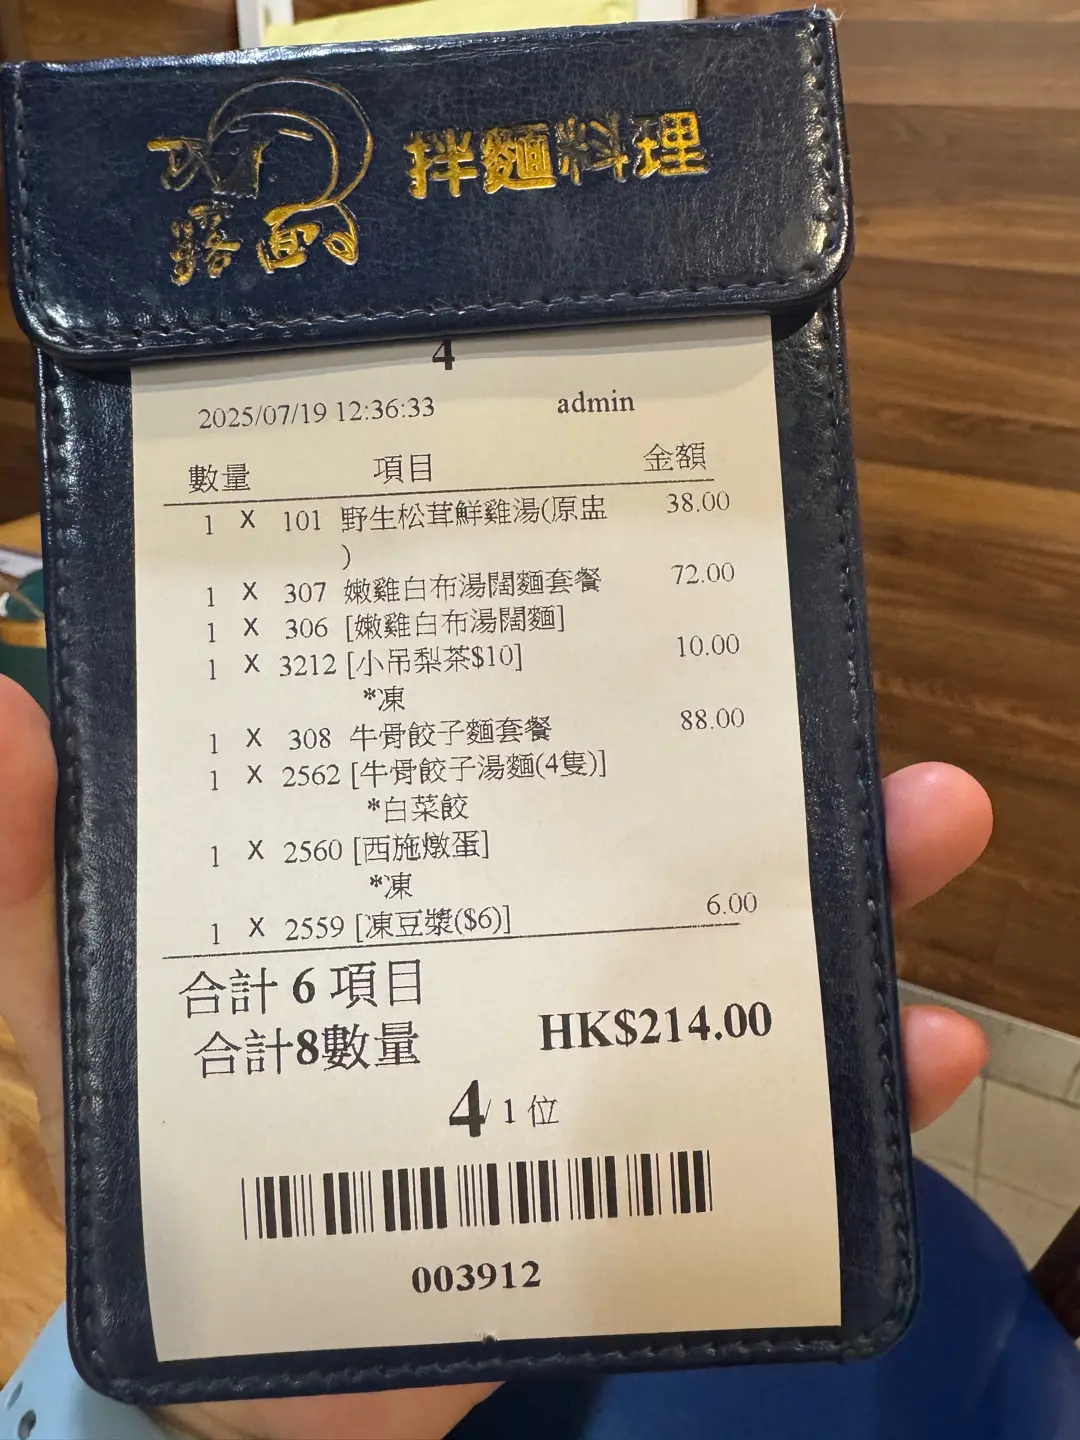 拌麵料理
露面
4
2025/07/19 12:36:33 admin
數量 項目 金額
1 X 101 野生松茸鮮雞湯(原盅 38.00
)
1 X 307 嫩雞白布湯闊麵套餐 72.00
1 X 306 [嫩雞白布湯闊麵]
1 X 3212 [小吊梨茶$10] 10.00
*凍
1 X 308 牛骨餃子麵套餐 88.00
1 X 2562 [牛骨餃子湯麵(4隻)]
*白菜餃
1 X 2560 [西施燉蛋]
*凍
1 X 2559 [凍豆漿($6)] 6.00
合計 6 項目
合計8數量 HK$214.00
4/ 1 位
003912